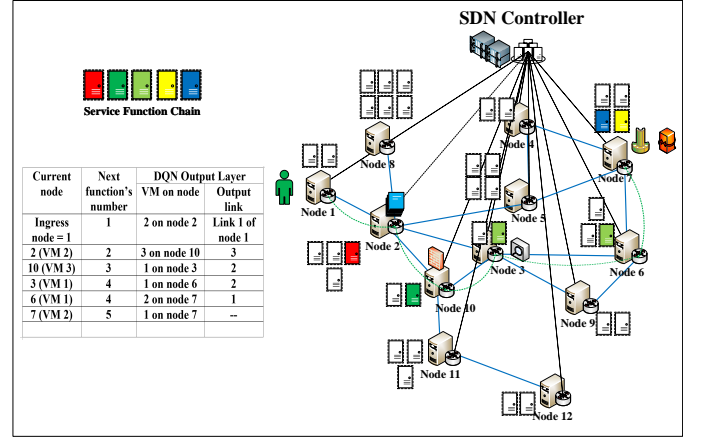 SDN Controller
Service Function Chain
Node 4
Node 8
Node 7
Node 1
Node 5
Node 2
Node 3
Node 6
Node 10
Node 9
Node 11
Node 12
Current node Next function's number DQN Output Layer
VM on node Output link
Ingress node = 1 1 2 on node 2 Link 1 of node 1
2 (VM 2) 2 3 on node 10 3
10 (VM 3) 3 1 on node 3 2
3 (VM 1) 4 1 on node 6 2
6 (VM 1) 4 2 on node 7 1
7 (VM 2) 5 1 on node 7 --